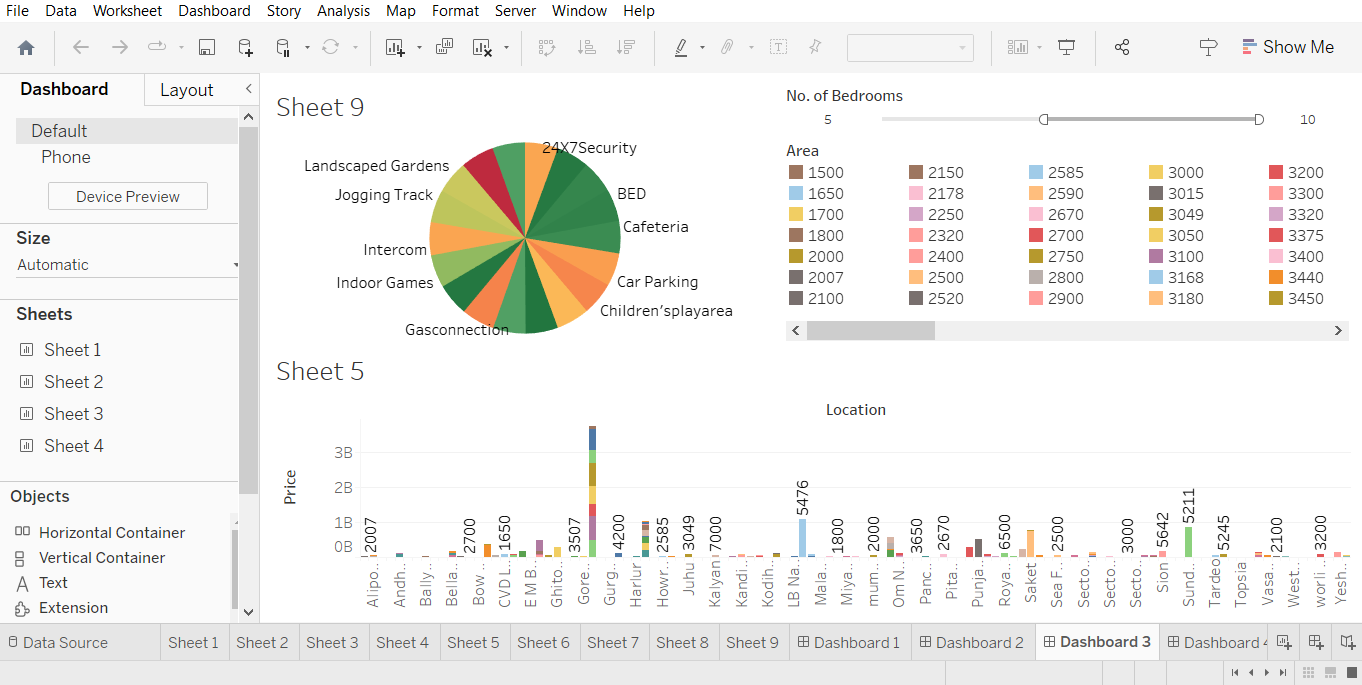 File Data Worksheet Dashboard Story Analysis Map Format Server Window Help
Show Me
Dashboard Layout
Default
Phone
Device Preview
Size
Automatic
Sheets
Sheet 1
Sheet 2
Sheet 3
Sheet 4
Objects
Horizontal Container
Vertical Container
Text
Extension
Sheet 9
24X7Security
BED
Cafeteria
Car Parking
Children'splayarea
Gasconnection
Indoor Games
Intercom
Jogging Track
Landscaped Gardens
No. of Bedrooms
5 10
Area
1500 2150 2585 3000 3200
1650 2178 2590 3015 3300
1700 2250 2670 3049 3320
1800 2320 2700 3050 3375
2000 2400 2750 3100 3400
2007 2500 2800 3168 3440
2100 2520 2900 3180 3450
Sheet 5
Location
Price
3B
2B
1B
0B
2007 2700 1650 3507 4200 2585 3049 7000 5476 1800 2000 3650 2670 6500 2500 3000 5642 5211 5245 2100 3200
Alipo.. Andh.. Bally.. Bella.. Bow .. CVD L.. E M B.. Ghito.. Gore.. Gurg.. Harlur Howr.. Juhu Kalyan Kandi.. Kodih.. LB Na.. Mala.. Miya.. mum.. Om N.. Panc.. Pita.. Punja.. Roya.. Saket Sea F.. Secto.. Secto.. Secto.. Sion Sund.. Tardeo Topsia Vasa.. West.. worli .. Yesh..
Data Source Sheet 1 Sheet 2 Sheet 3 Sheet 4 Sheet 5 Sheet 6 Sheet 7 Sheet 8 Sheet 9 Dashboard 1 Dashboard 2 Dashboard 3 Dashboard 4